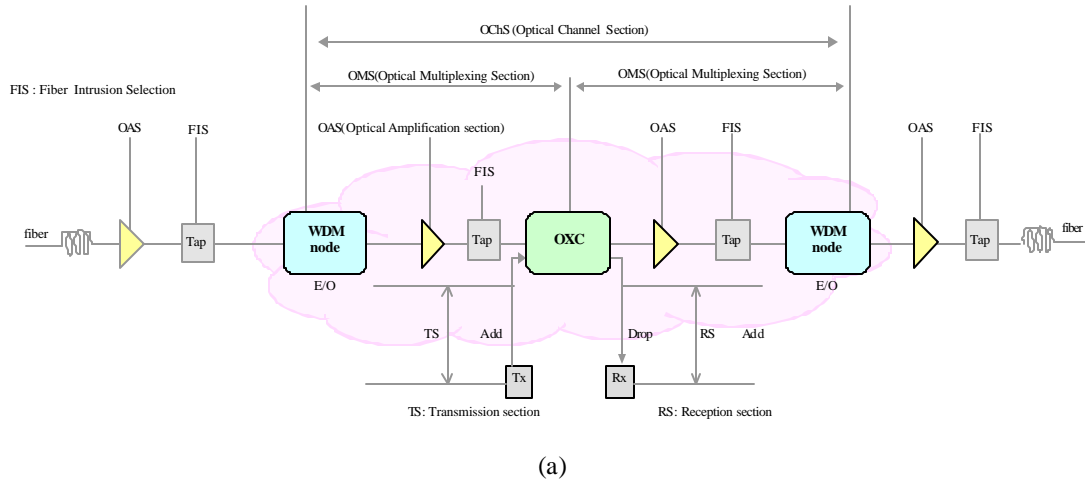 OChS(Optical Channel Section)
OMS(Optical Multiplexing Section)
OMS(Optical Multiplexing Section)
FIS : Fiber Intrusion Selection
OAS
FIS
OAS(Optical Amplification section)
OAS
FIS
OAS
FIS
FIS
fiber
Tap
WDM
node
Tap
OXC
Tap
WDM
node
Tap
fiber
E/O
E/O
TS
Add
Drop
RS
Add
Tx
Rx
TS: Transmission section
RS: Reception section
(a)